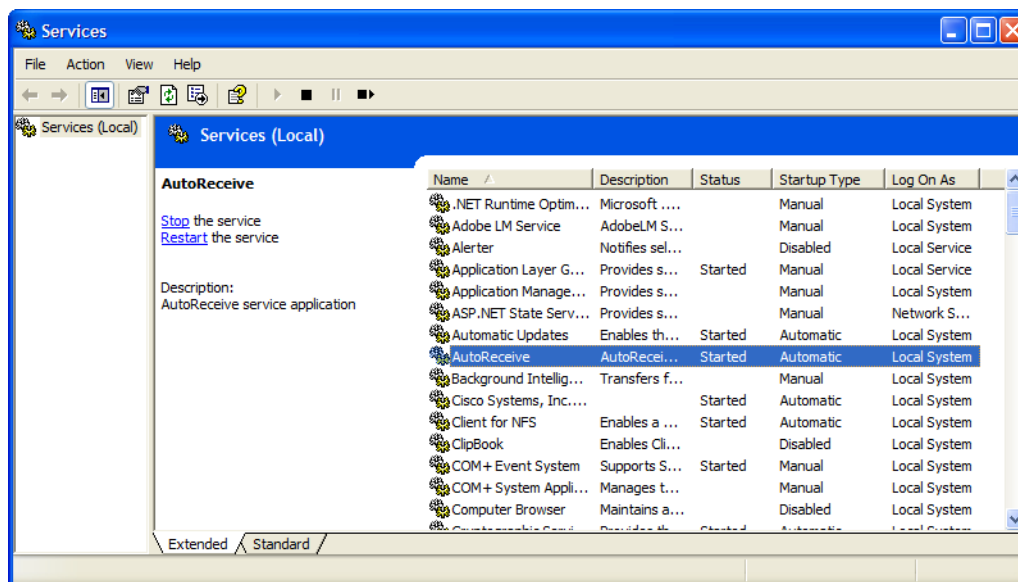 Services
File Action View Help
Services (Local)
Services (Local)
AutoReceive
Stop the service
Restart the service
Description:
AutoReceive service application
Name Description Status Startup Type Log On As
.NET Runtime Optim... Microsoft .... Manual Local System
Adobe LM Service AdobeLM S... Manual Local System
Alerter Notifies sel... Disabled Local Service
Application Layer G... Provides s... Started Manual Local Service
Application Manage... Provides s... Manual Local System
ASP.NET State Serv... Provides s... Manual Network S...
Automatic Updates Enables th... Started Automatic Local System
AutoReceive AutoRecei... Started Automatic Local System
Background Intellig... Transfers f... Manual Local System
Cisco Systems, Inc.... Started Automatic Local System
Client for NFS Enables a ... Started Automatic Local System
ClipBook Enables Cli... Disabled Local System
COM+ Event System Supports S... Started Manual Local System
COM+ System Appli... Manages t... Manual Local System
Computer Browser Maintains a... Disabled Local System
Extended Standard